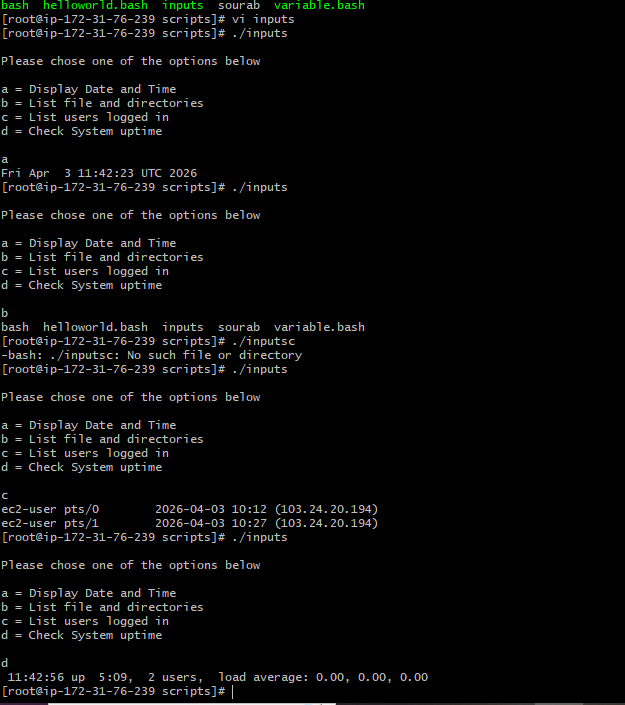 bash  helloworld.bash  inputs  sourab  variable.bash
[root@ip-172-31-76-239 scripts]# vi inputs
[root@ip-172-31-76-239 scripts]# ./inputs
Please chose one of the options below
a = Display Date and Time
b = List file and directories
c = List users logged in
d = Check System uptime
a
Fri Apr  3 11:42:23 UTC 2026
[root@ip-172-31-76-239 scripts]# ./inputs
Please chose one of the options below
a = Display Date and Time
b = List file and directories
c = List users logged in
d = Check System uptime
b
bash  helloworld.bash  inputs  sourab  variable.bash
[root@ip-172-31-76-239 scripts]# ./inputsc
-bash: ./inputsc: No such file or directory
[root@ip-172-31-76-239 scripts]# ./inputs
Please chose one of the options below
a = Display Date and Time
b = List file and directories
c = List users logged in
d = Check System uptime
c
ec2-user pts/0        2026-04-03 10:12 (103.24.20.194)
ec2-user pts/1        2026-04-03 10:27 (103.24.20.194)
[root@ip-172-31-76-239 scripts]# ./inputs
Please chose one of the options below
a = Display Date and Time
b = List file and directories
c = List users logged in
d = Check System uptime
d
 11:42:56 up  5:09,  2 users,  load average: 0.00, 0.00, 0.00
[root@ip-172-31-76-239 scripts]#